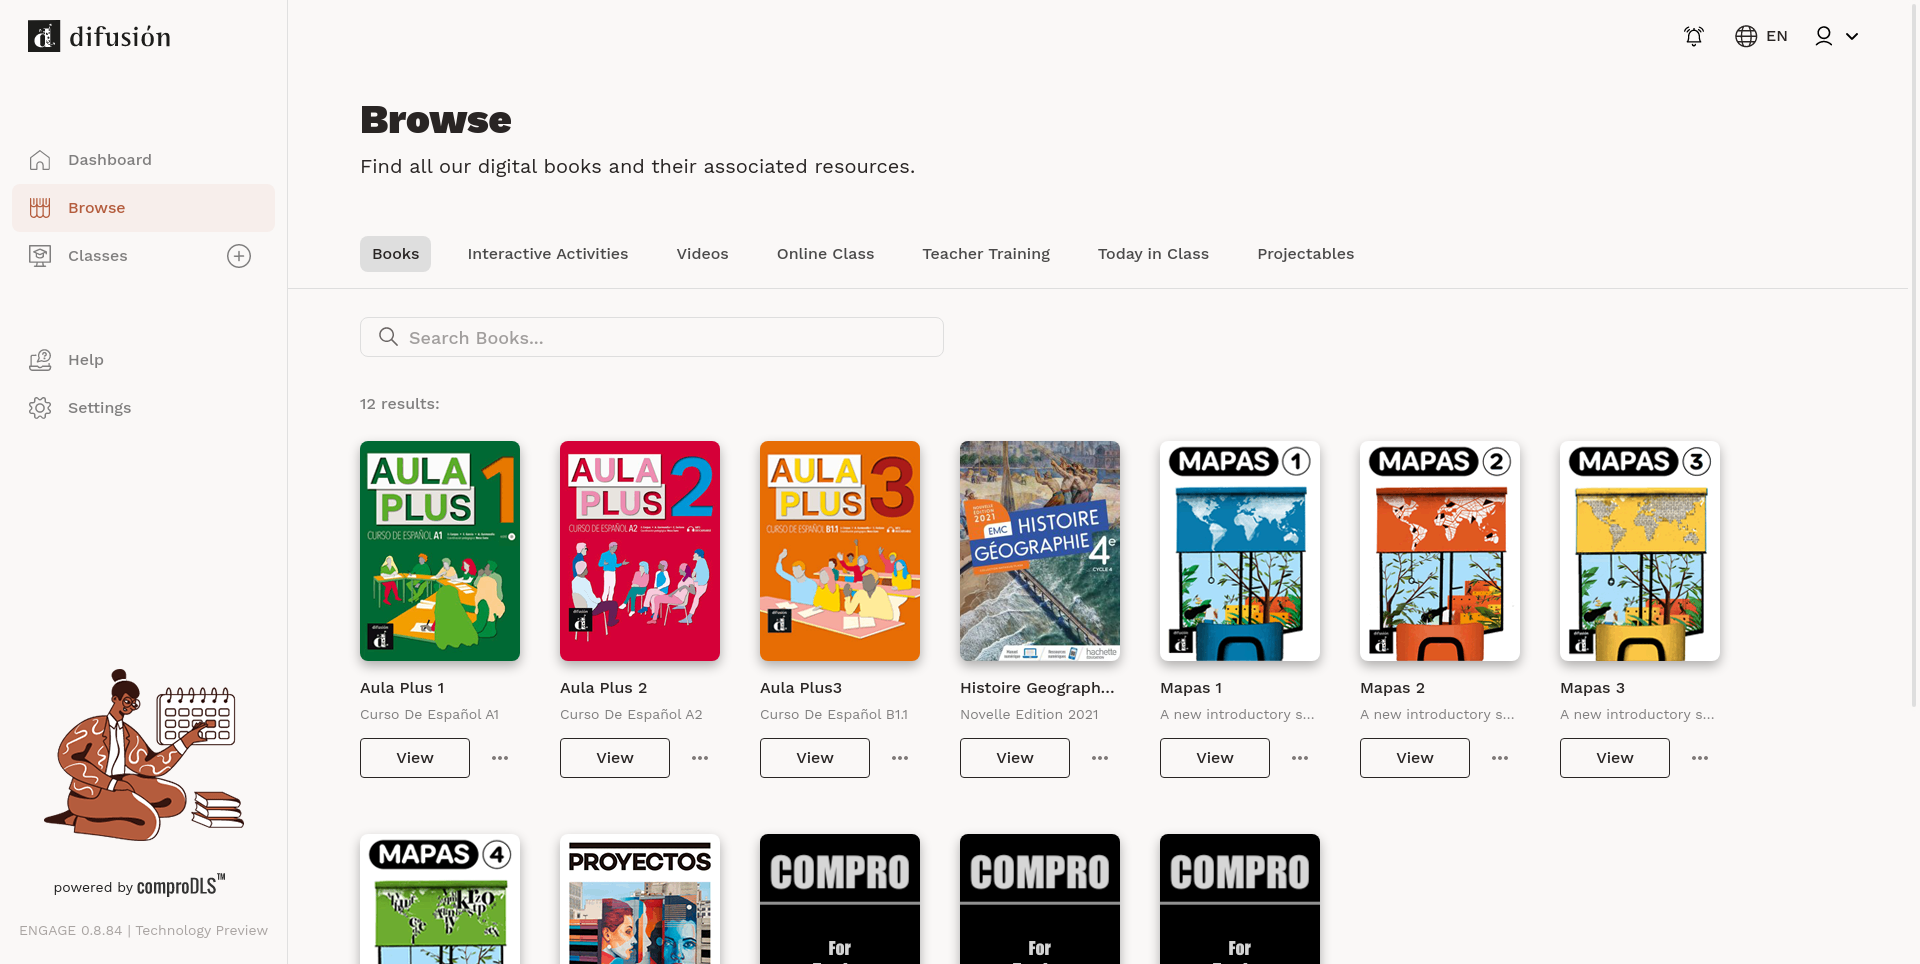 difusión
EN
Dashboard
Browse
Classes
Help
Settings
powered by comproDLS™
ENGAGE 0.8.84 | Technology Preview
Browse
Find all our digital books and their associated resources.
Books
Interactive Activities
Videos
Online Class
Teacher Training
Today in Class
Projectables
Search Books...
12 results:
AULA PLUS 1
CURSO DE ESPAÑOL A1
difusión
Aula Plus 1
Curso De Español A1
View
AULA PLUS 2
CURSO DE ESPAÑOL A2
Aula Plus 2
Curso De Español A2
View
AULA PLUS 3
CURSO DE ESPAÑOL B1.1
Aula Plus3
Curso De Español B1.1
View
NOUVELLE
ÉDITION
2021
EMC
HISTOIRE
GÉOGRAPHIE
4e
CYCLE 4
hachette
Histoire Geograph...
Novelle Edition 2021
View
MAPAS 1
Mapas 1
A new introductory s...
View
MAPAS 2
Mapas 2
A new introductory s...
View
MAPAS 3
Mapas 3
A new introductory s...
View
MAPAS 4
PROYECTOS
COMPRO
For
COMPRO
For
COMPRO
For